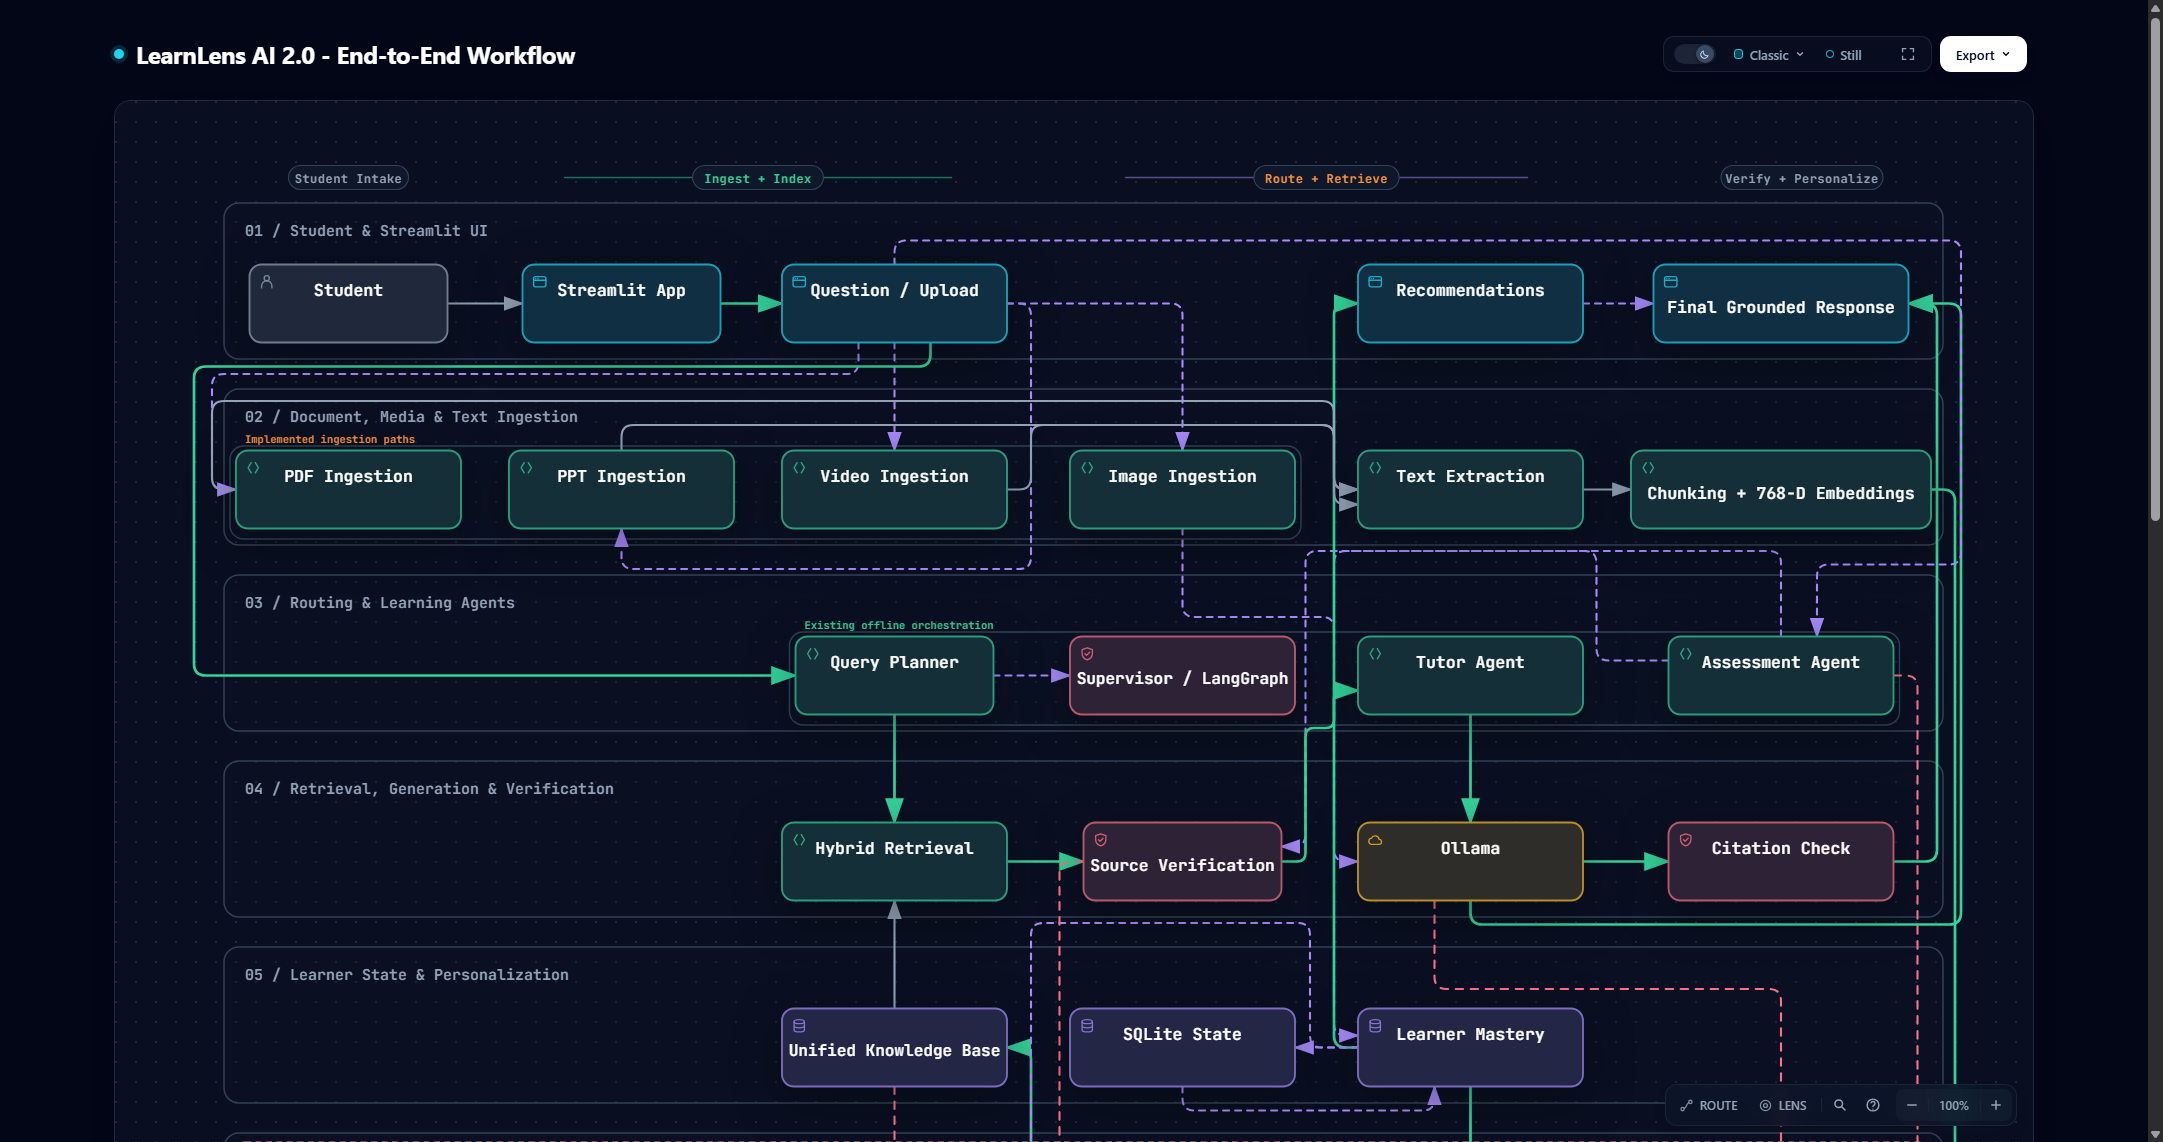 LearnLens AI 2.0 - End-to-End Workflow
Classic
Still
Export
Student Intake
Ingest + Index
Route + Retrieve
Verify + Personalize
01 / Student & Streamlit UI
Student
Streamlit App
Question / Upload
Recommendations
Final Grounded Response
02 / Document, Media & Text Ingestion
Implemented ingestion paths
PDF Ingestion
PPT Ingestion
Video Ingestion
Image Ingestion
Text Extraction
Chunking + 768-D Embeddings
03 / Routing & Learning Agents
Existing offline orchestration
Query Planner
Supervisor / LangGraph
Tutor Agent
Assessment Agent
04 / Retrieval, Generation & Verification
Hybrid Retrieval
Source Verification
Ollama
Citation Check
05 / Learner State & Personalization
Unified Knowledge Base
SQLite State
Learner Mastery
ROUTE
LENS
100%